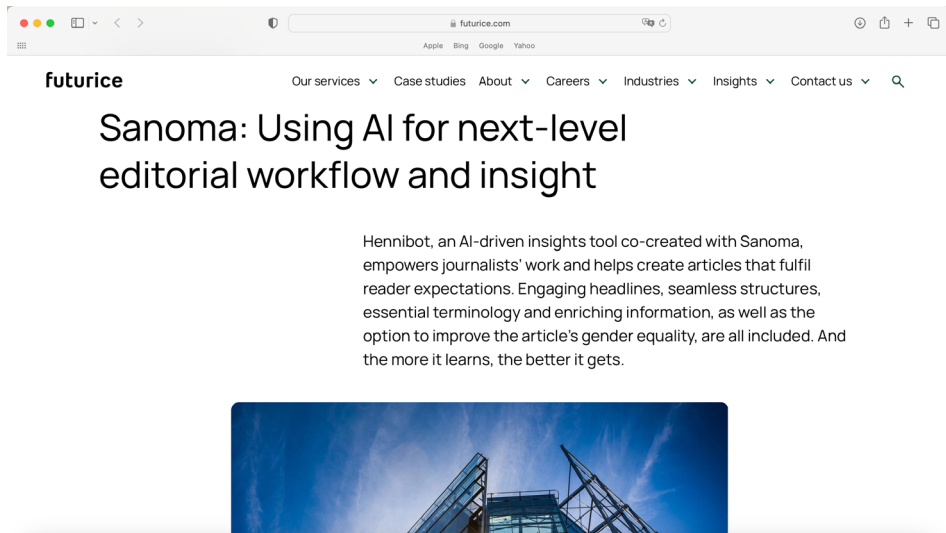 futurice.com
Apple Bing Google Yahoo
futurice
Our services Case studies About Careers Industries Insights Contact us
Sanoma: Using AI for next-level
editorial workflow and insight
Hennibot, an AI-driven insights tool co-created with Sanoma,
empowers journalists’ work and helps create articles that fulfil
reader expectations. Engaging headlines, seamless structures,
essential terminology and enriching information, as well as the
option to improve the article’s gender equality, are all included. And
the more it learns, the better it gets.